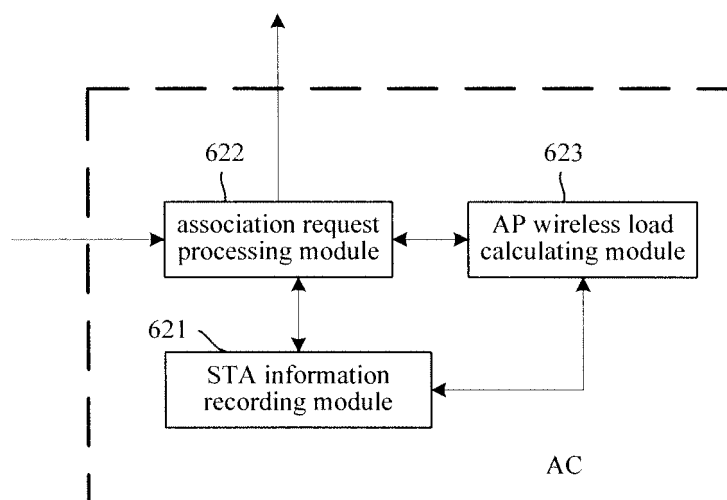 622
623
association request
processing module
AP wireless load
calculating module
621
STA information
recording module
AC